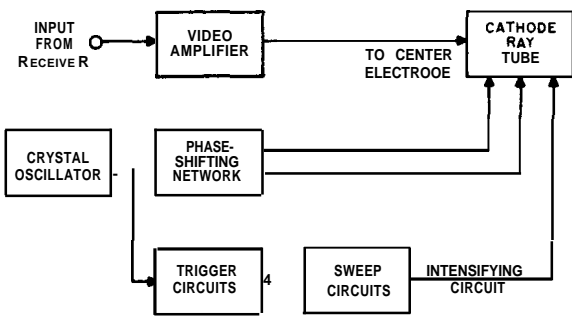 INPUT
FROM
RECEIVE R
VIDEO
AMPLIFIER
TO CENTER
ELECTROOE
CATHODE
RAY
TUBE
CRYSTAL
OSCILLATOR -
PHASE-
SHIFTING
NETWORK
TRIGGER
CIRCUITS 4
SWEEP
CIRCUITS
INTENSIFYING
CIRCUIT